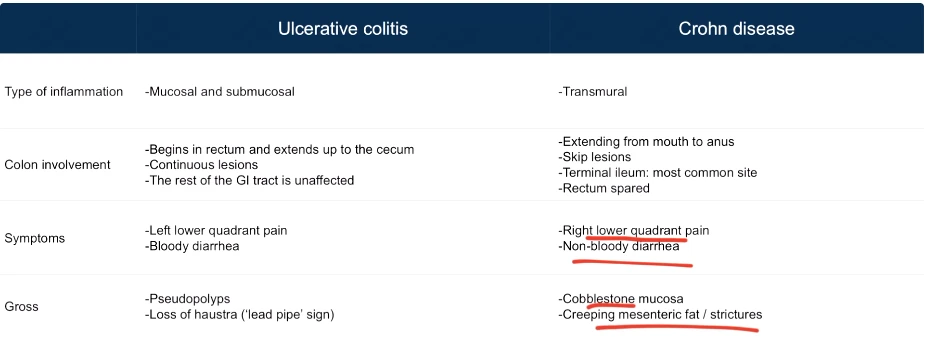 Ulcerative colitis Crohn disease
Type of inflammation -Mucosal and submucosal -Transmural
-Extending from mouth to anus
-Begins in rectum and extends up to the cecum
-Skip lesions
Colon involvement -Continuous lesions
-Terminal ileum: most common site
-The rest of the GI tract is unaffected
-Rectum spared
Symptoms
-Left lower quadrant pain -Right lower quadrant pain
-Bloody diarrhea -Non-bloody diarrhea
Gross
-Pseudopolyps -Cobblestone mucosa
-Loss of haustra (‘lead pipe’ sign) -Creeping mesenteric fat / strictures